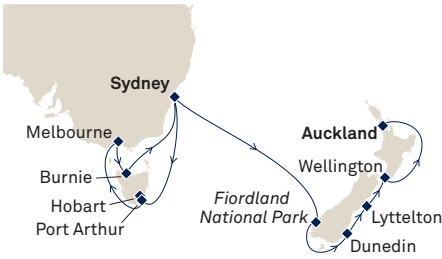 Sydney
Melbourne
Auckland
Burnie
Wellington
Hobart
Fiordland
National Park
Port Arthur
Lyttelton
Dunedin